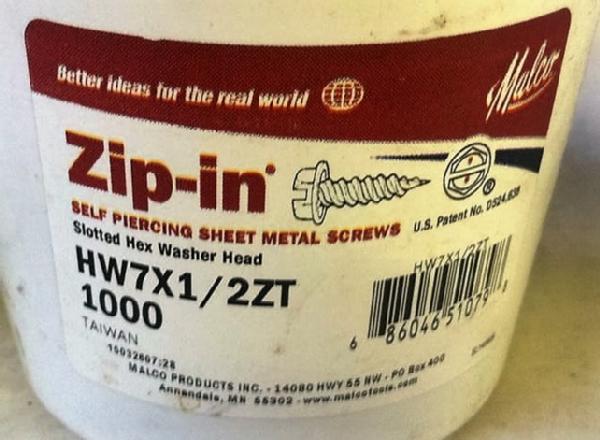 Better ideas for the real world
Malco
Zip-in®
SELF PIERCING SHEET METAL SCREWS
U.S. Patent No. D524,639
Slotted Hex Washer Head
HW7X1/2ZT
1000
TAIWAN
HW7X1/2ZT
6 86046 51079 8
MALCO PRODUCTS INC. - 14080 HWY 55 NW - PO Box 400
Annandale, MN 55302 - www.malcotools.com